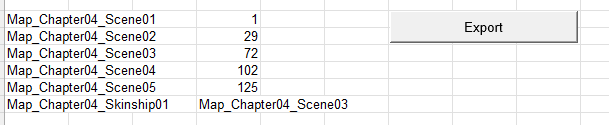 Map_Chapter04_Scene01 1
Export
Map_Chapter04_Scene02 29
Map_Chapter04_Scene03 72
Map_Chapter04_Scene04 102
Map_Chapter04_Scene05 125
Map_Chapter04_Skinship01 Map_Chapter04_Scene03